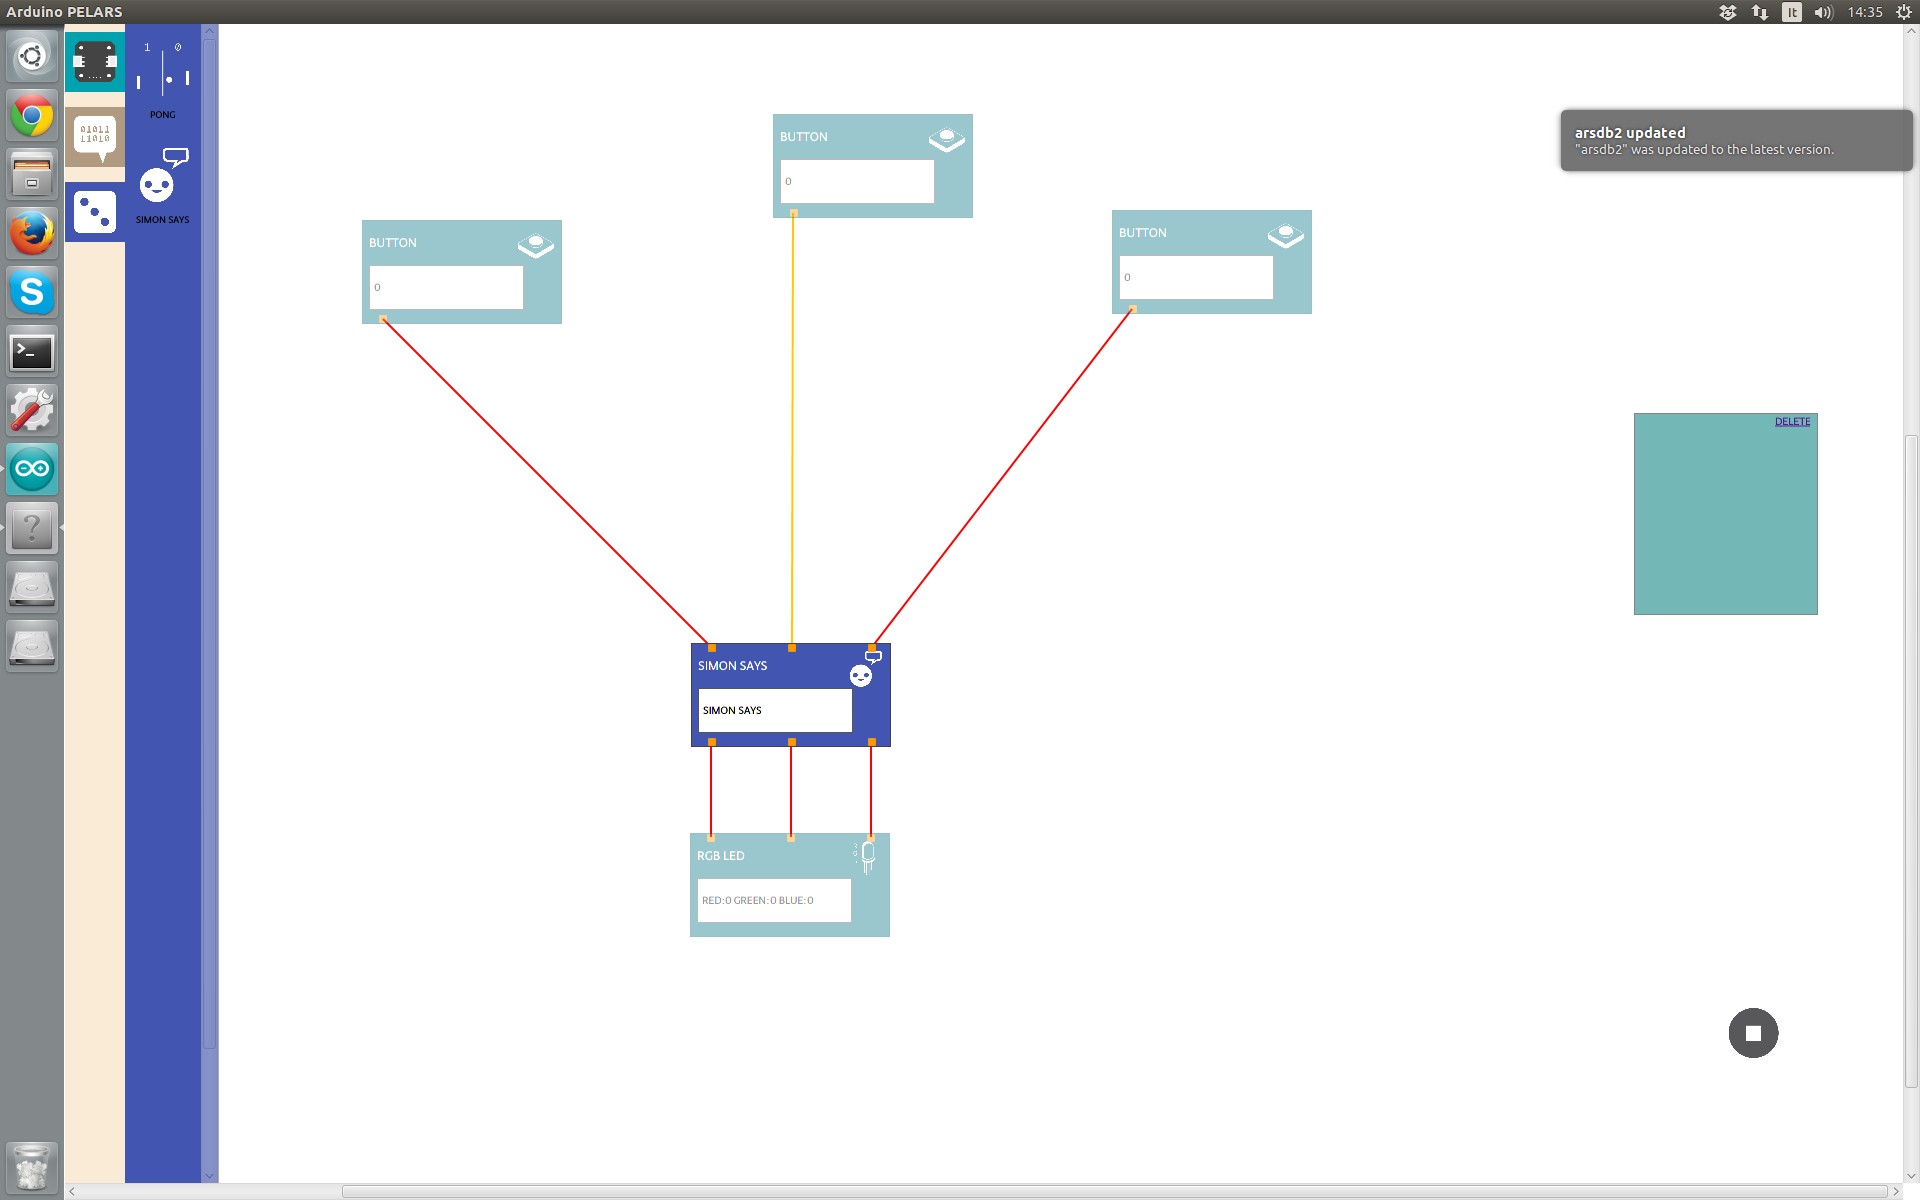 Arduino PELARS
It
14:35
1 0
PONG
01011
11010
SIMON SAYS
BUTTON
0
BUTTON
0
BUTTON
0
arsdb2 updated
"arsdb2" was updated to the latest version.
DELETE
SIMON SAYS
SIMON SAYS
RGB LED
RED:0 GREEN:0 BLUE:0